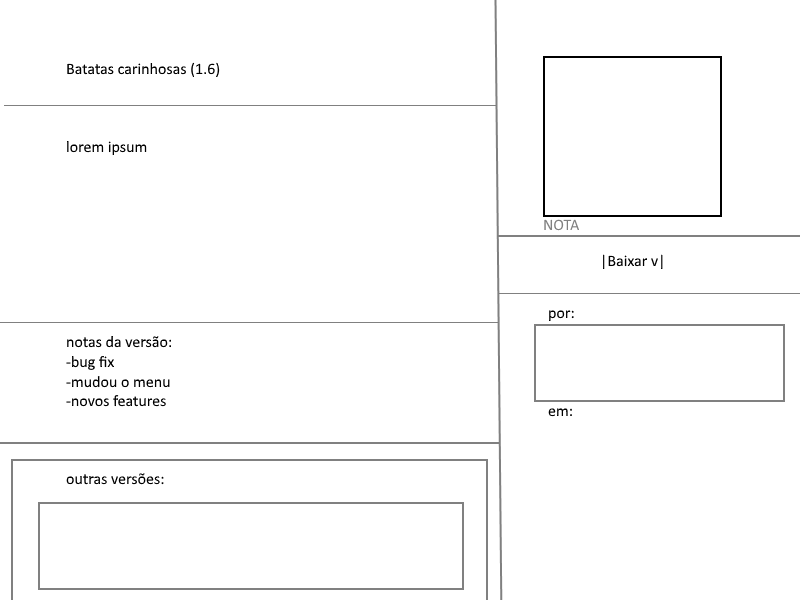 Batatas carinhosas (1.6)
lorem ipsum
notas da versão:
-bug fix
-mudou o menu
-novos features
outras versões:
NOTA
|Baixar v|
por:
em: